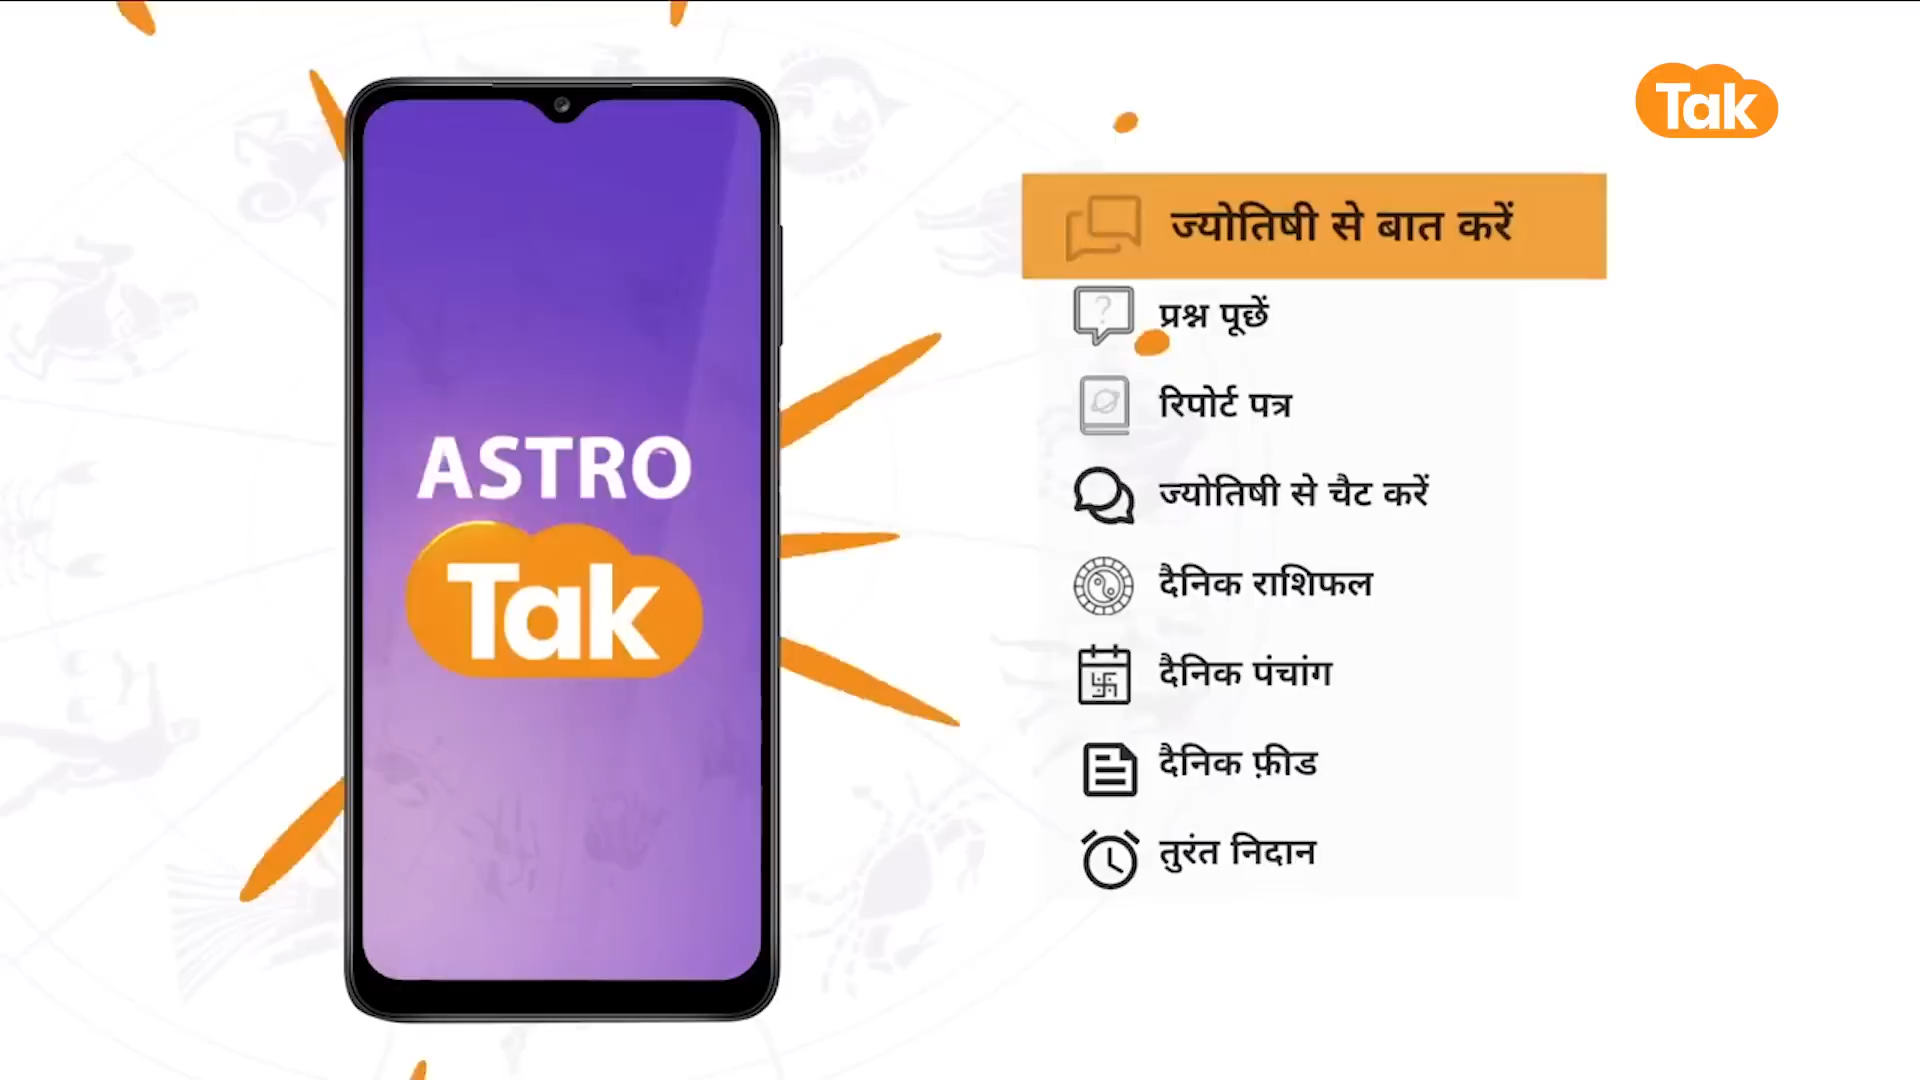 Tak
ASTRO
Tak
ज्योतिषी से बात करें
प्रश्न पूछें
रिपोर्ट पत्र
ज्योतिषी से चैट करें
दैनिक राशिफल
दैनिक पंचांग
दैनिक फ़ीड
तुरंत निदान